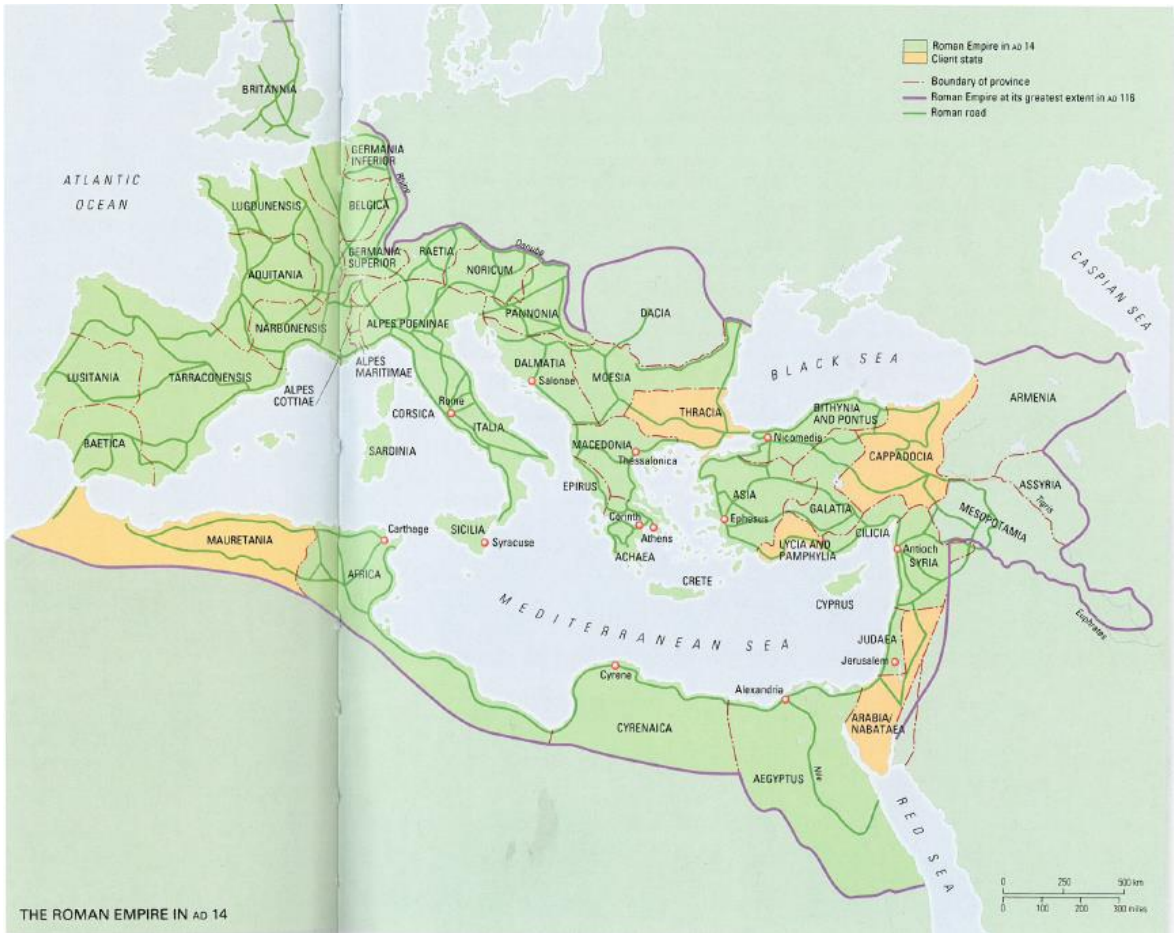 Roman Empire in AD 14
Client state
Boundary of province
Roman Empire at its greatest extent in AD 116
Roman road
BRITANNIA
ATLANTIC
OCEAN
GERMANIA
INFERIOR
Rhine
LUGBUNENSIS
BELGICA
GERMANIA
SUPERIOR
RAETIA
Danube
NORICUM
AQUITANIA
PANNONIA
DACIA
CASPIAN SEA
NARBONENSIS
ALPES POENINAE
ALPES
MARITIMAE
ALPES
COTTIAE
DALMATIA
Salonae
MOESIA
BLACK SEA
LUSITANIA
TARRACONENSIS
BAETICA
CORSICA
Rome
ITALIA
SARDINIA
THRACIA
BITHYNIA
AND PONTUS
Nicomedia
ARMENIA
MACEDONIA
Thessalonica
CAPPADOCIA
EPIRUS
ASIA
GALATIA
ASSYRIA
Tigris
MESOPOTAMIA
Corinth
Athens
ACHAEA
Ephesus
LYCIA AND
PAMPHYLIA
CILICIA
Antioch
SYRIA
MAURETANIA
Carthage
AFRICA
SICILIA
Syracuse
CRETE
CYPRUS
Euphrates
MEDITERRANEAN SEA
JUDAEA
Jerusalem
Cyrene
Alexandria
CYRENAICA
ARABIA/
NABATAEA
AEGYPTUS
Nile
RED SEA
0 250 500 km
0 100 200 300 miles
THE ROMAN EMPIRE IN AD 14